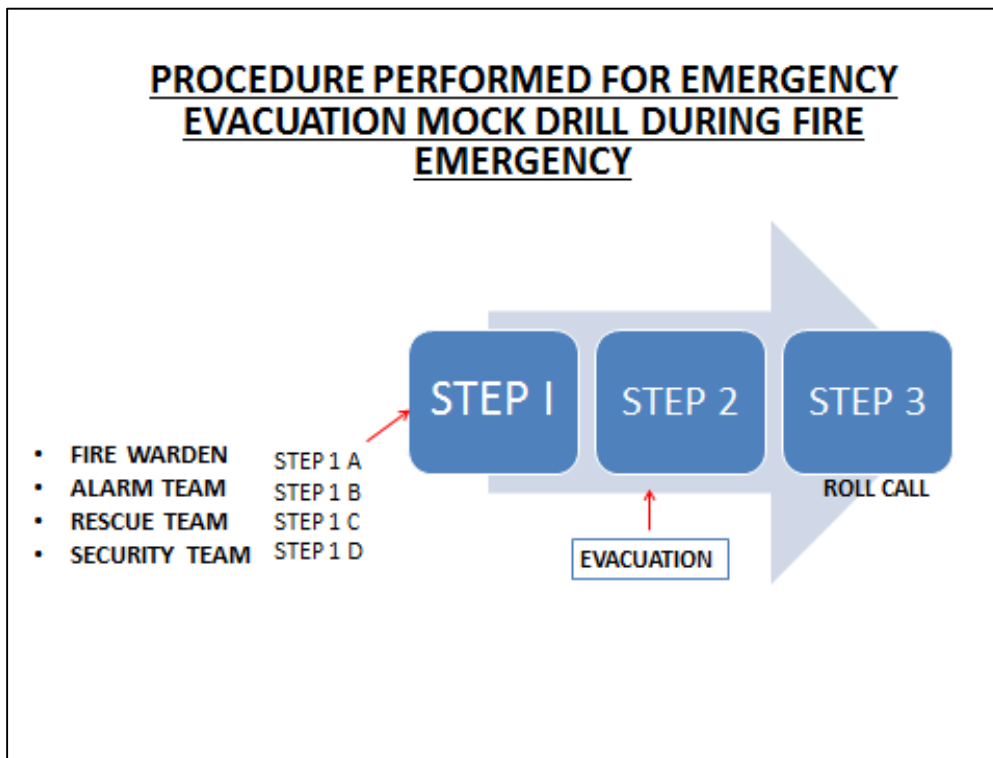 PROCEDURE PERFORMED FOR EMERGENCY
EVACUATION MOCK DRILL DURING FIRE
EMERGENCY
STEP I
STEP 2
STEP 3
• FIRE WARDEN STEP 1 A
• ALARM TEAM STEP 1 B
• RESCUE TEAM STEP 1 C
• SECURITY TEAM STEP 1 D
ROLL CALL
EVACUATION